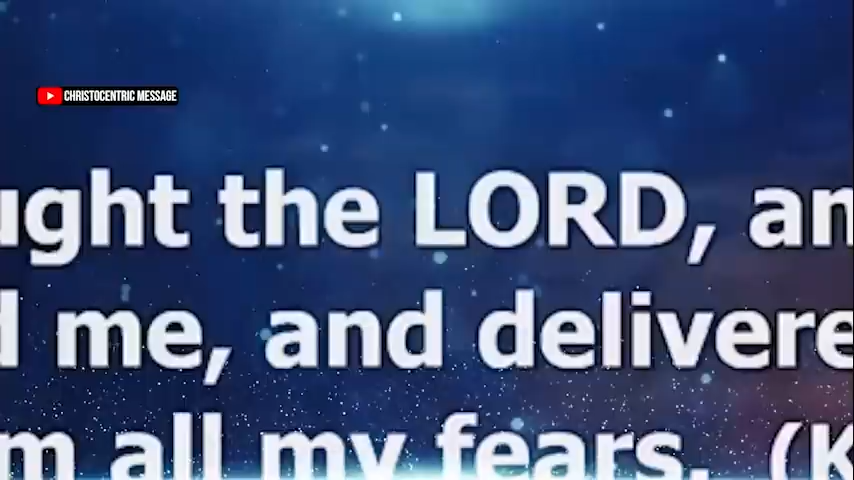 CHRISTOCENTRIC MESSAGE
ught the LORD, an
me, and delivere
m all my fears. (K